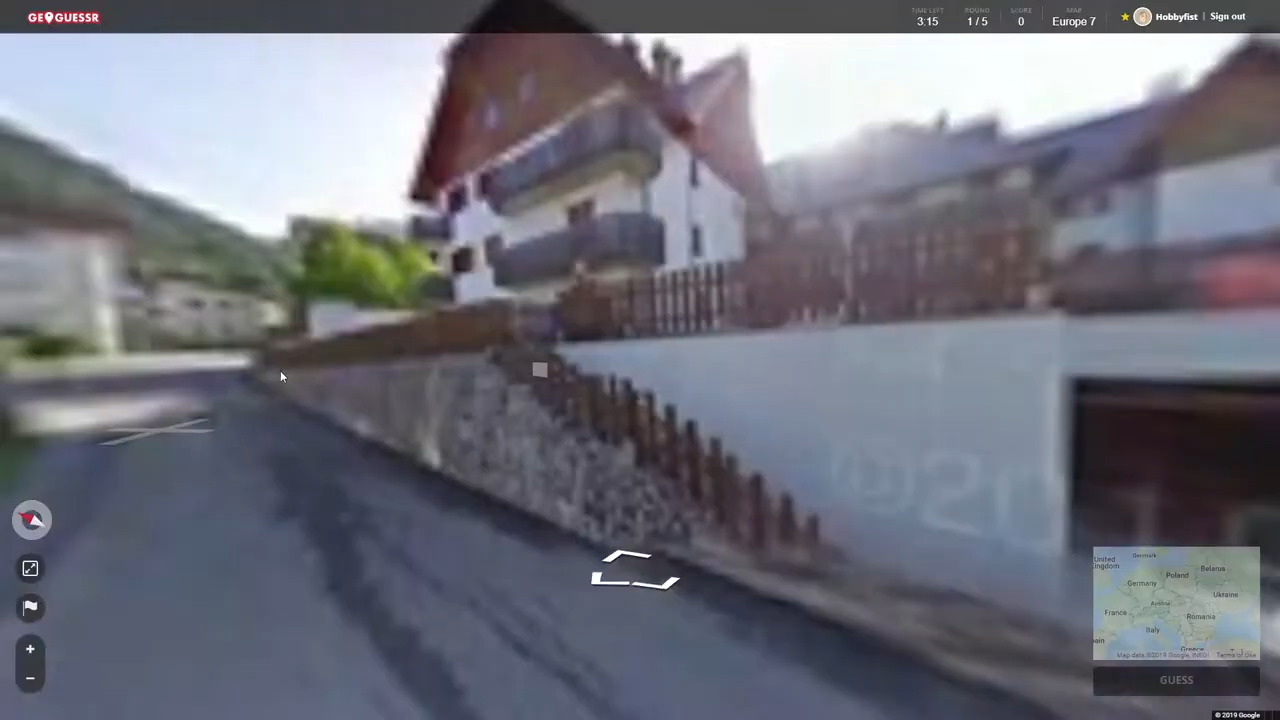 GEOGUESSR
TIME LEFT
3:15
ROUND
1 / 5
SCORE
0
MAP
Europe 7
Hobbyfist | Sign out
©20
United Kingdom
Denmark
Belarus
Poland
Germany
Ukraine
Austria
France
Romania
Italy
Greece
Map data ©2019 Google, INEGI
Terms of Use
GUESS
© 2019 Google